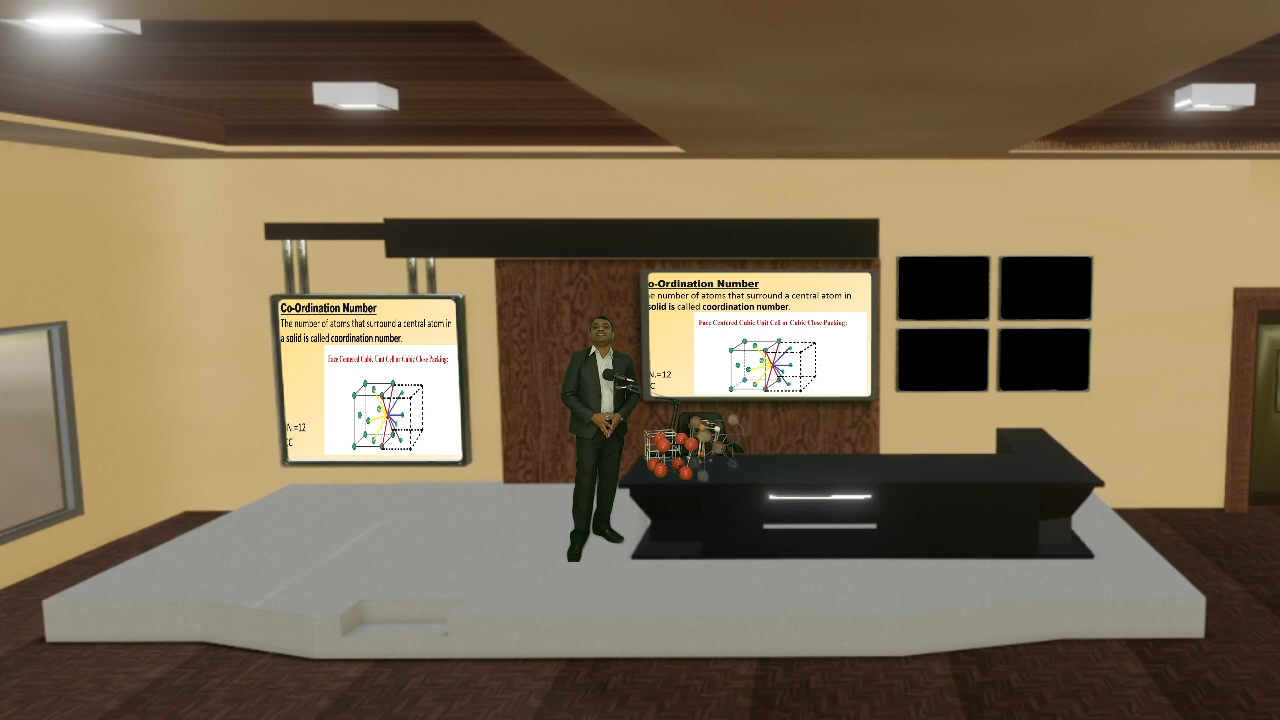 Co-Ordination Number
The number of atoms that surround a central atom in
a solid is called coordination number.
Face Centered Cubic Unit Cell or Cubic Close Packing:
N.=12
CC
o-Ordination Number
e number of atoms that surround a central atom in
solid is called coordination number.
Face Centered Cubic Unit Cell or Cubic Close Packing:
N.=12
C